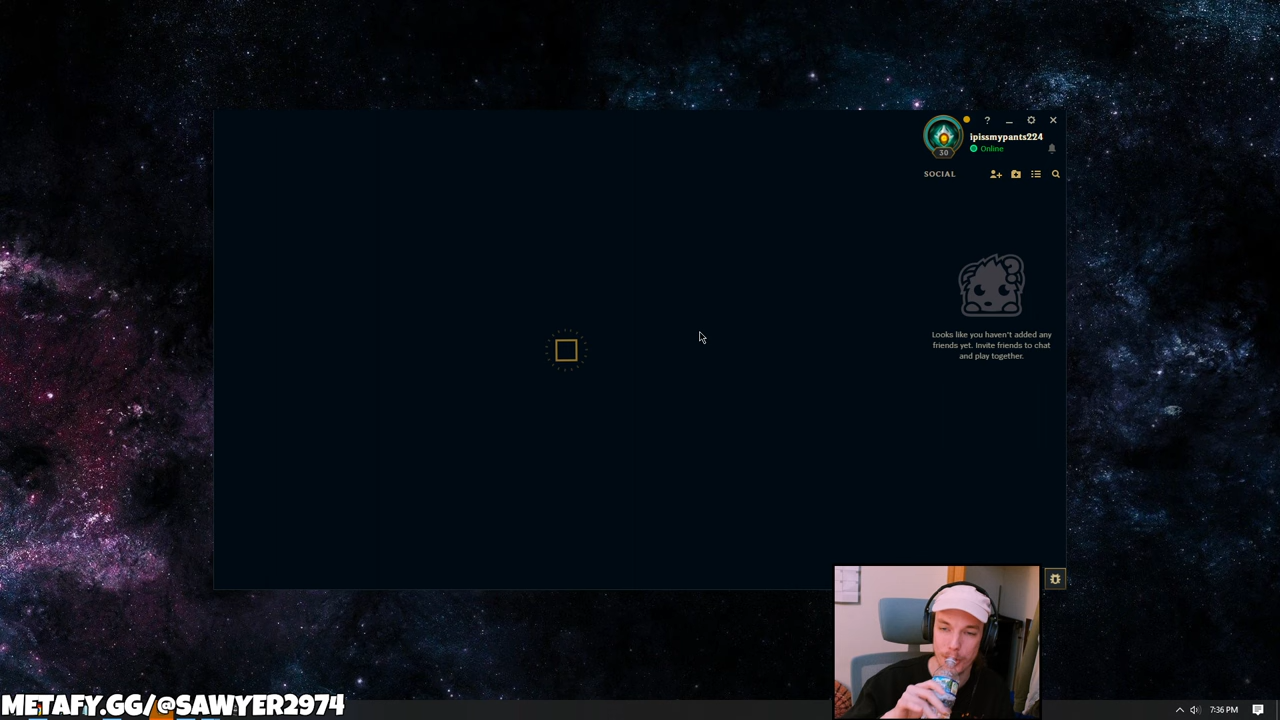 ?
ipissmypants224
30
Online
SOCIAL
Looks like you haven't added any
friends yet. Invite friends to chat
and play together.
METAFY.GG/@SAWYER2974
7:36 PM